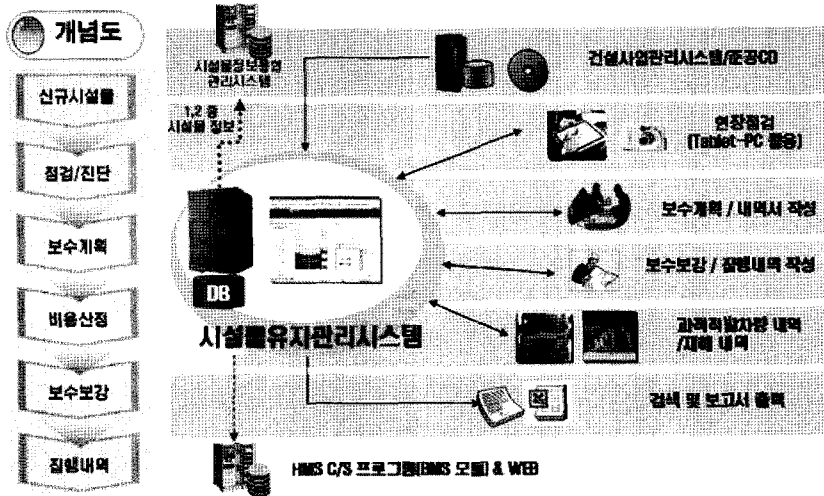 개념도
신규시설물
점검/진단
보수계획
비용산정
보수보강
집행내역
시설물정보통합
관리시스템
1,2 종
시설물 정보
DB
시설물유지관리시스템
건설사업관리시스템/준공CD
현장점검
(Tablet-PC 활용)
보수계획 / 내역서 작성
보수보강 / 집행내역 작성
과적적발차량 내역
/재해 내역
검색 및 보고서 출력
HMS C/S 프로그램(BMS 모듈) & WEB